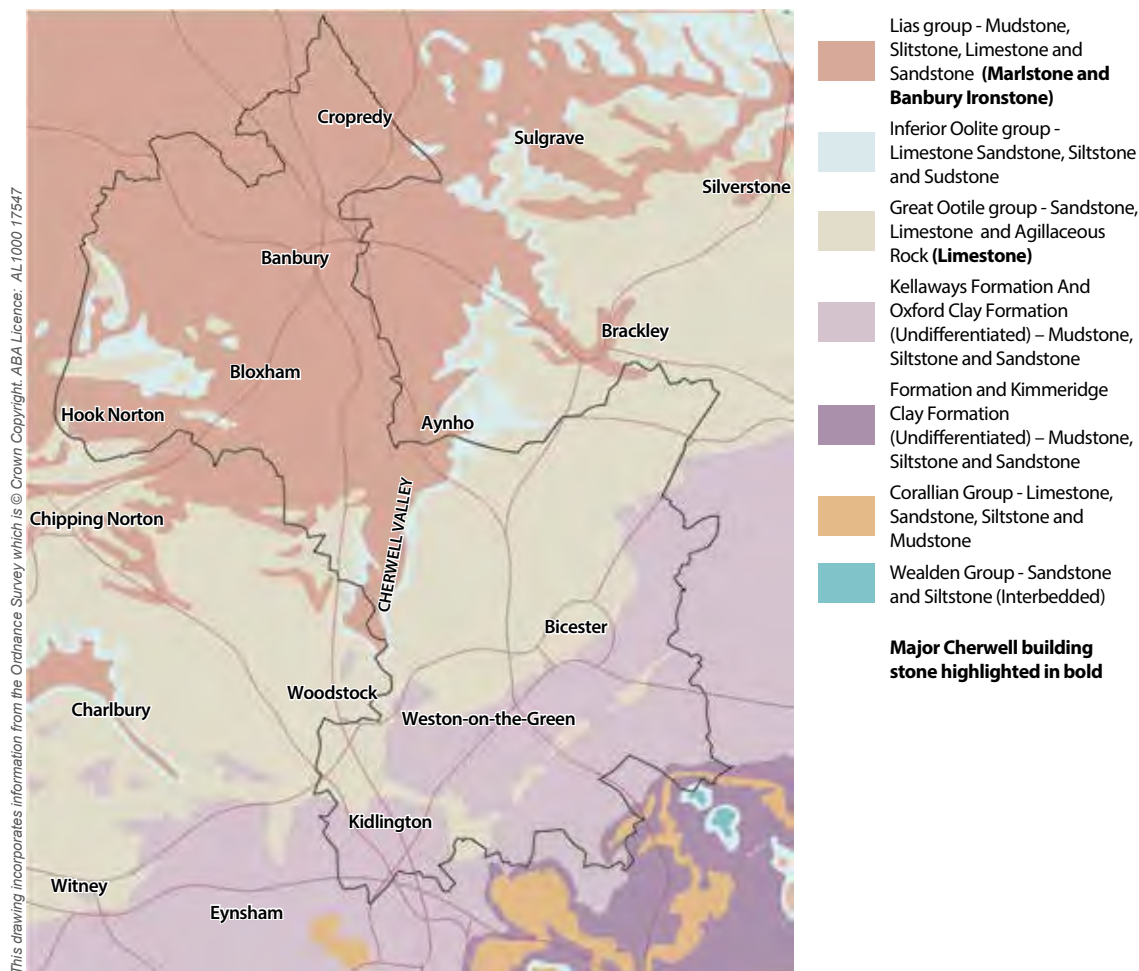 This drawing incorporates information from the Ordnance Survey which is © Crown Copyright. ABA Licence: AL1000 17547
Cropredy
Sulgrave
Silverstone
Banbury
Brackley
Bloxham
Hook Norton
Aynho
CHERWELL VALLEY
Chipping Norton
Bicester
Woodstock
Charlbury
Weston-on-the-Green
Kidlington
Witney
Eynsham
Lias group - Mudstone,
Slitstone, Limestone and
Sandstone (Marlstone and
Banbury Ironstone)
Inferior Oolite group -
Limestone Sandstone, Siltstone
and Sudstone
Great Ootile group - Sandstone,
Limestone and Agillaceous
Rock (Limestone)
Kellaways Formation And
Oxford Clay Formation
(Undifferentiated) – Mudstone,
Siltstone and Sandstone
Formation and Kimmeridge
Clay Formation
(Undifferentiated) – Mudstone,
Siltstone and Sandstone
Corallian Group - Limestone,
Sandstone, Siltstone and
Mudstone
Wealden Group - Sandstone
and Siltstone (Interbedded)
Major Cherwell building
stone highlighted in bold